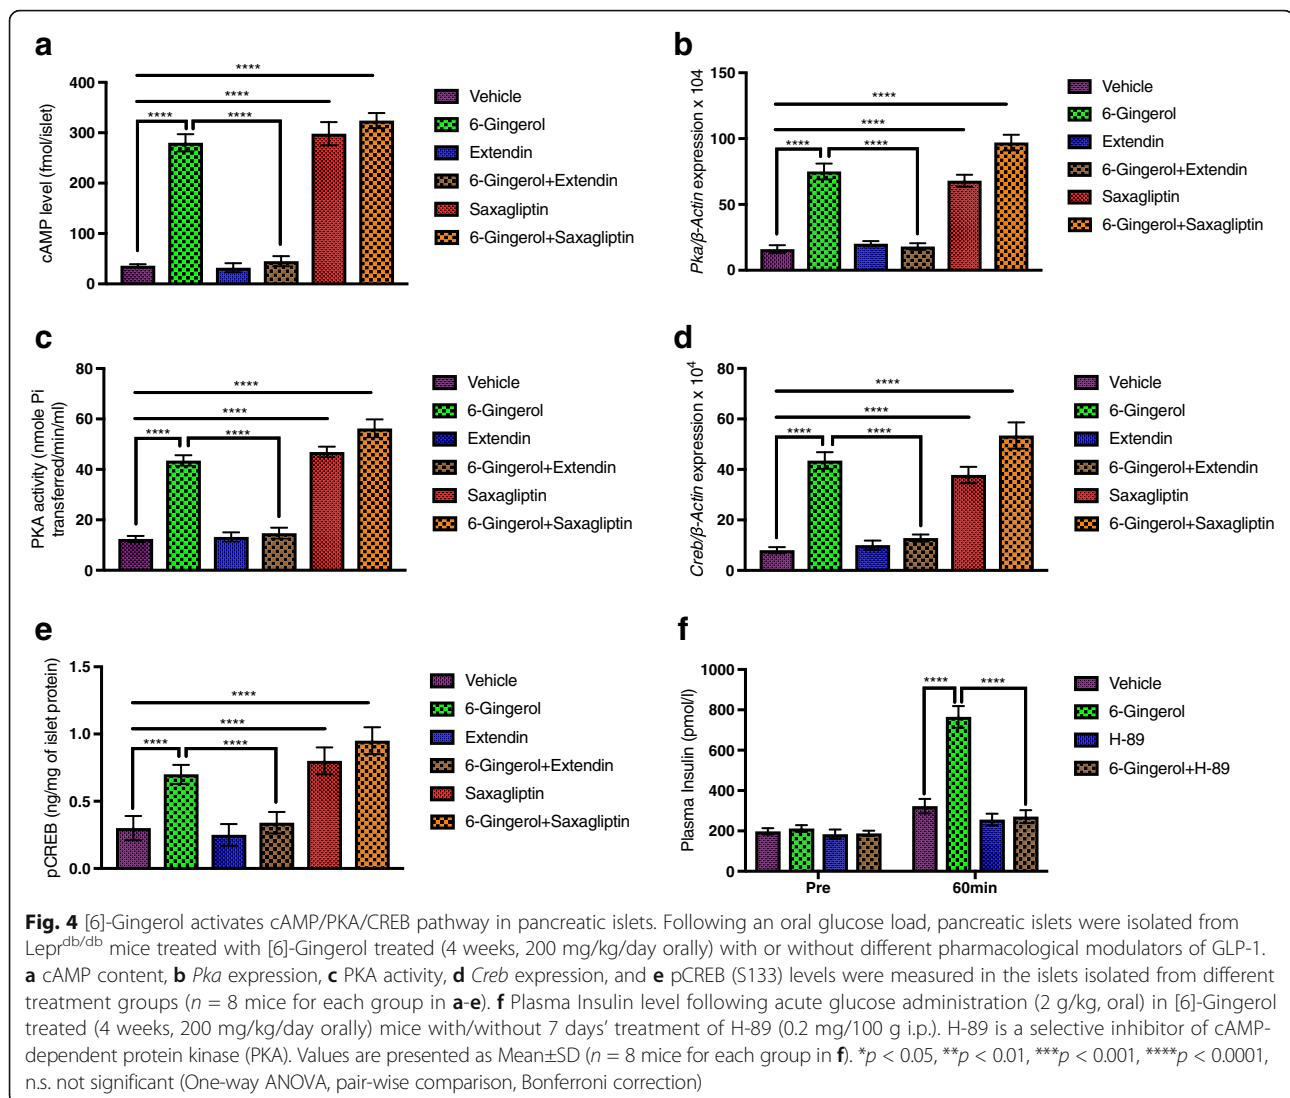 a
cAMP level (fmol/islet)
400
300
200
100
0
****
****
****
****
Vehicle
6-Gingerol
Extendin
6-Gingerol+Extendin
Saxagliptin
6-Gingerol+Saxagliptin
b
Pka/β-Actin expression x 104
150
100
50
0
****
****
****
****
Vehicle
6-Gingerol
Extendin
6-Gingerol+Extendin
Saxagliptin
6-Gingerol+Saxagliptin
c
PKA activity (nmole Pi
transferred/min/ml)
80
60
40
20
0
****
****
****
****
Vehicle
6-Gingerol
Extendin
6-Gingerol+Extendin
Saxagliptin
6-Gingerol+Saxagliptin
d
Creb/β-Actin expression x 10⁴
80
60
40
20
0
****
****
****
****
Vehicle
6-Gingerol
Extendin
6-Gingerol+Extendin
Saxagliptin
6-Gingerol+Saxagliptin
e
pCREB (ng/mg of islet protein)
1.5
1.0
0.5
0.0
****
****
****
****
Vehicle
6-Gingerol
Extendin
6-Gingerol+Extendin
Saxagliptin
6-Gingerol+Saxagliptin
f
Plasma Insulin (pmol/l)
1000
800
600
400
200
0
****
****
Pre
60min
Vehicle
6-Gingerol
H-89
6-Gingerol+H-89
Fig. 4 [6]-Gingerol activates cAMP/PKA/CREB pathway in pancreatic islets. Following an oral glucose load, pancreatic islets were isolated from
Lepr^db/db mice treated with [6]-Gingerol treated (4 weeks, 200 mg/kg/day orally) with or without different pharmacological modulators of GLP-1.
a cAMP content, b Pka expression, c PKA activity, d Creb expression, and e pCREB (S133) levels were measured in the islets isolated from different
treatment groups (n = 8 mice for each group in a-e). f Plasma Insulin level following acute glucose administration (2 g/kg, oral) in [6]-Gingerol
treated (4 weeks, 200 mg/kg/day orally) mice with/without 7 days’ treatment of H-89 (0.2 mg/100 g i.p.). H-89 is a selective inhibitor of cAMP-
dependent protein kinase (PKA). Values are presented as Mean±SD (n = 8 mice for each group in f). *p < 0.05, **p < 0.01, ***p < 0.001, ****p < 0.0001,
n.s. not significant (One-way ANOVA, pair-wise comparison, Bonferroni correction)